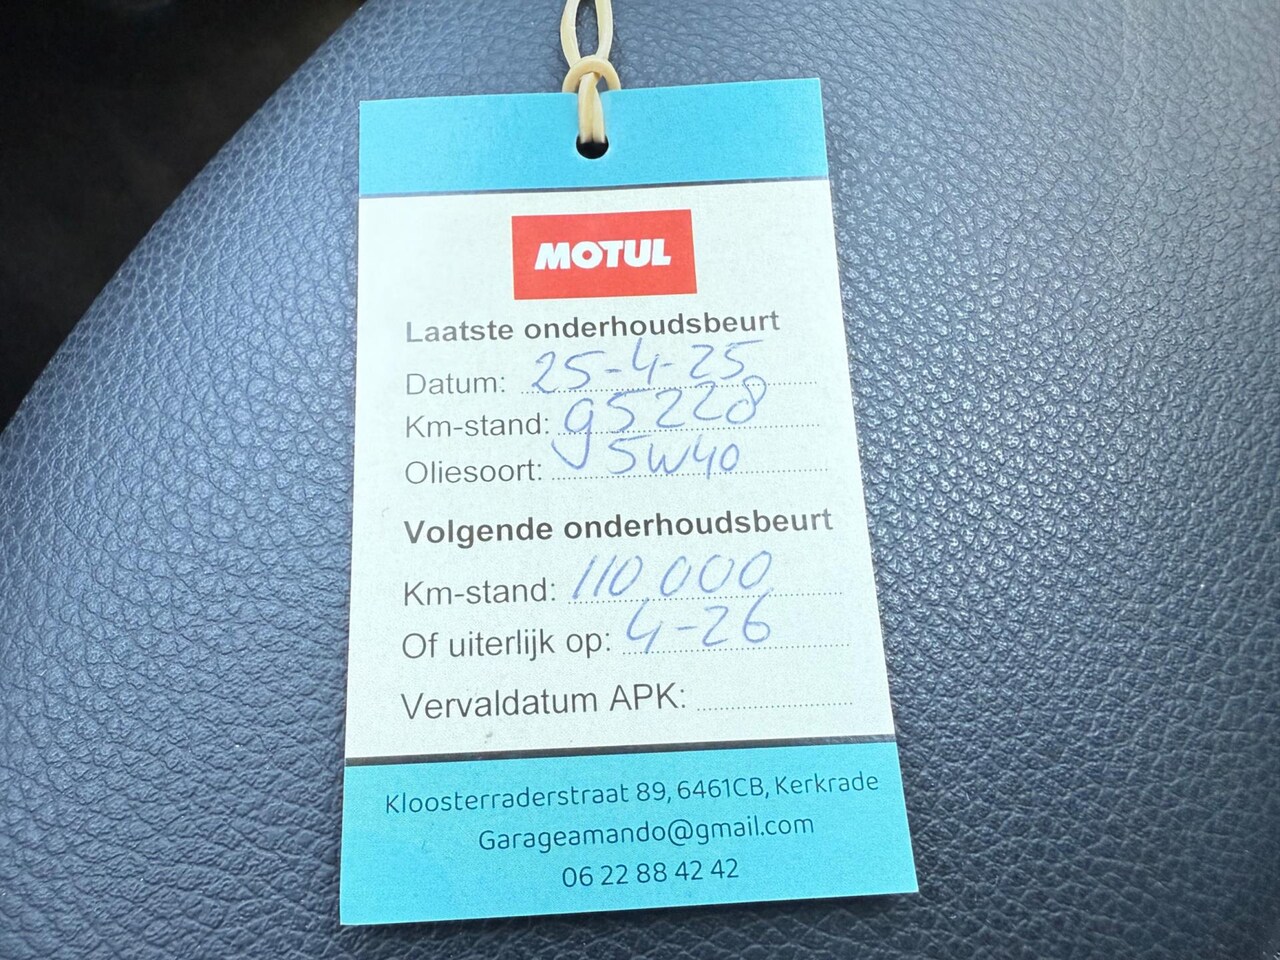 MOTUL
Laatste onderhoudsbeurt
Datum: 25-4-25
Km-stand: 95228
Oliesoort: 5W40
Volgende onderhoudsbeurt
Km-stand: 110.000
Of uiterlijk op: 4-26
Vervaldatum APK:
Kloosterraderstraat 89, 6461CB, Kerkrade
Garageamando@gmail.com
06 22 88 42 42